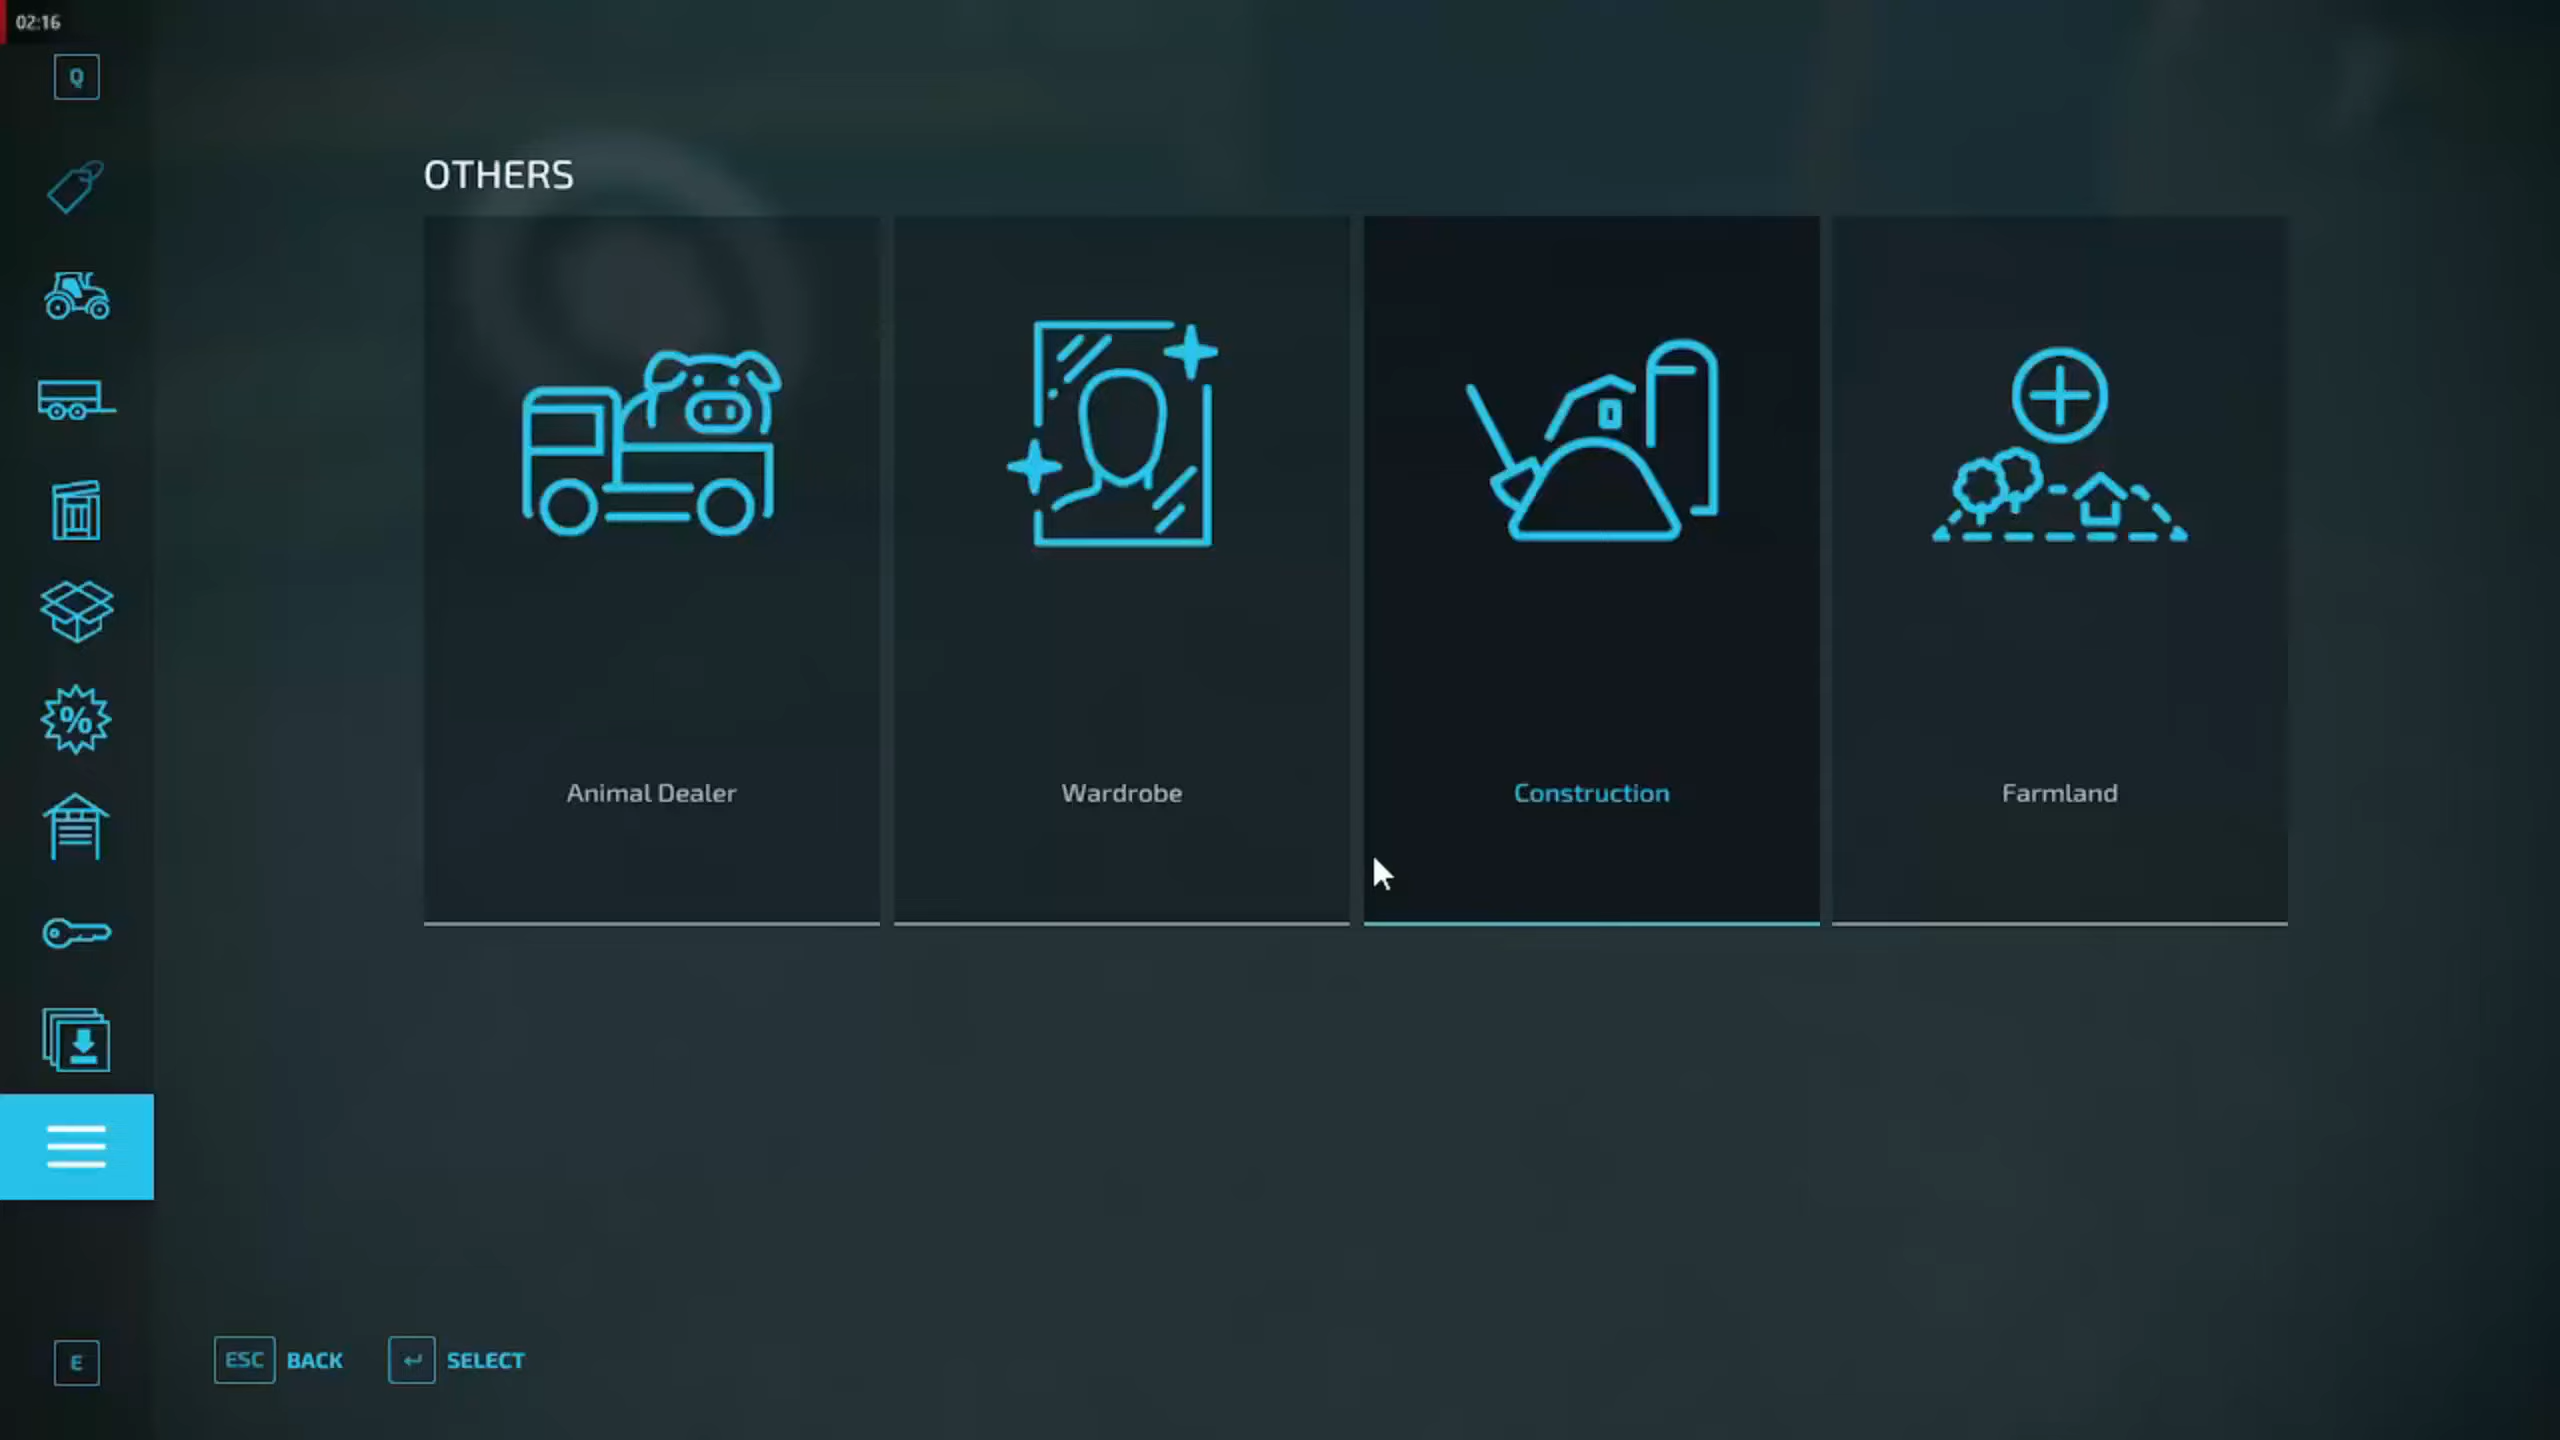 02:16
Q
OTHERS
%
Animal Dealer
Wardrobe
Construction
Farmland
E
ESC BACK
SELECT